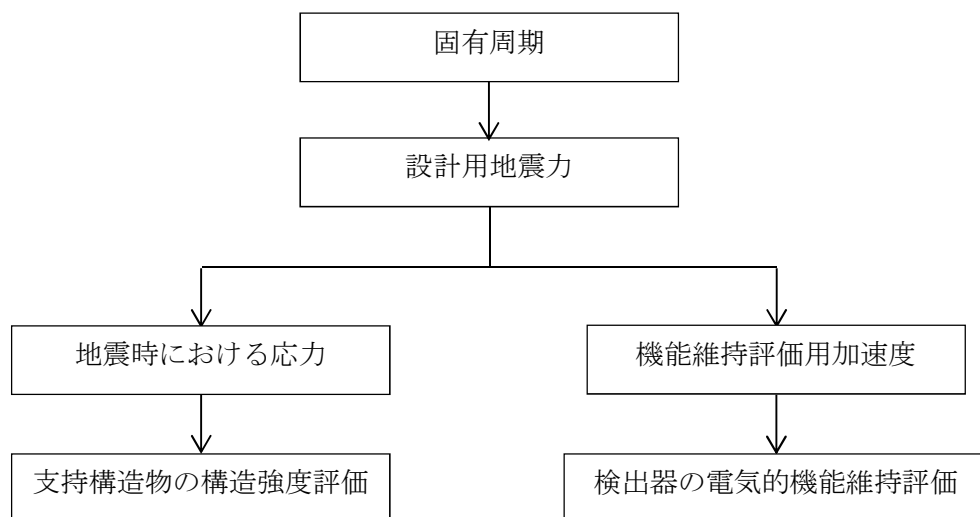 固有周期
設計用地震力
地震時における応力
機能維持評価用加速度
支持構造物の構造強度評価
検出器の電気的機能維持評価